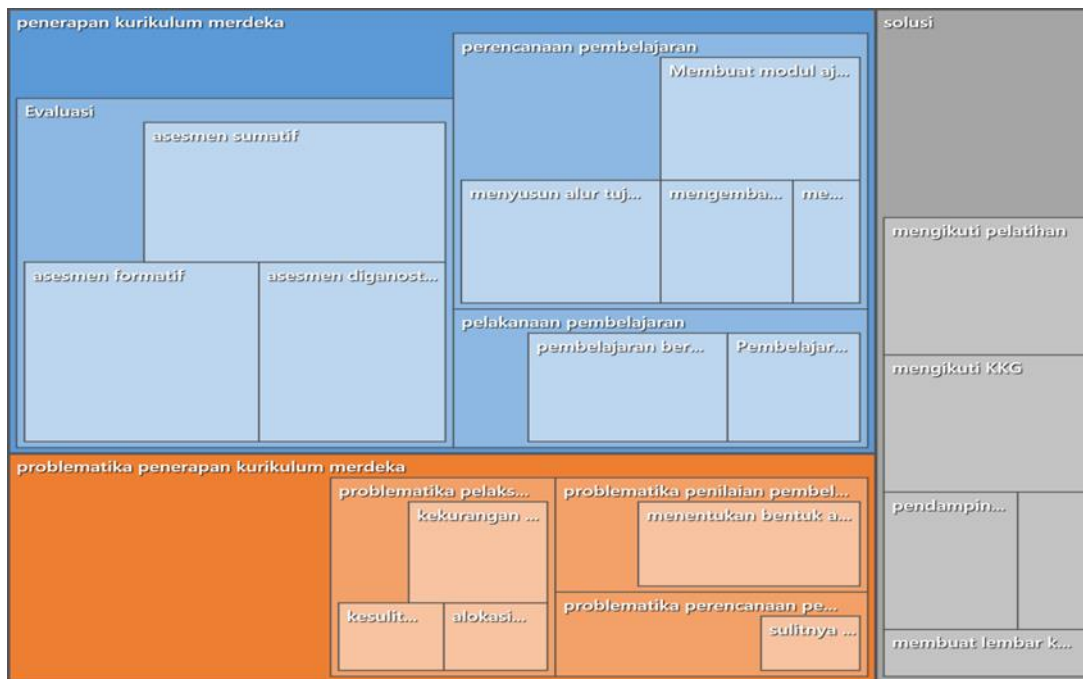 penerapan kurikulum merdeka
Evaluasi
asesmen sumatif
asesmen formatif
asesmen diganost...
perencanaan pembelajaran
Membuat modul aj...
menyusun alur tuj...
mengemba...
me...
pelakanaan pembelajaran
pembelajaran ber...
Pembelajar...
problematika penerapan kurikulum merdeka
problematika pelaks...
kekurangan ...
kesulit...
alokasi...
problematika penilaian pembel...
menentukan bentuk a...
problematika perencanaan pe...
sulitnya ...
solusi
mengikuti pelatihan
mengikuti KKG
pendampin...
membuat lembar k...